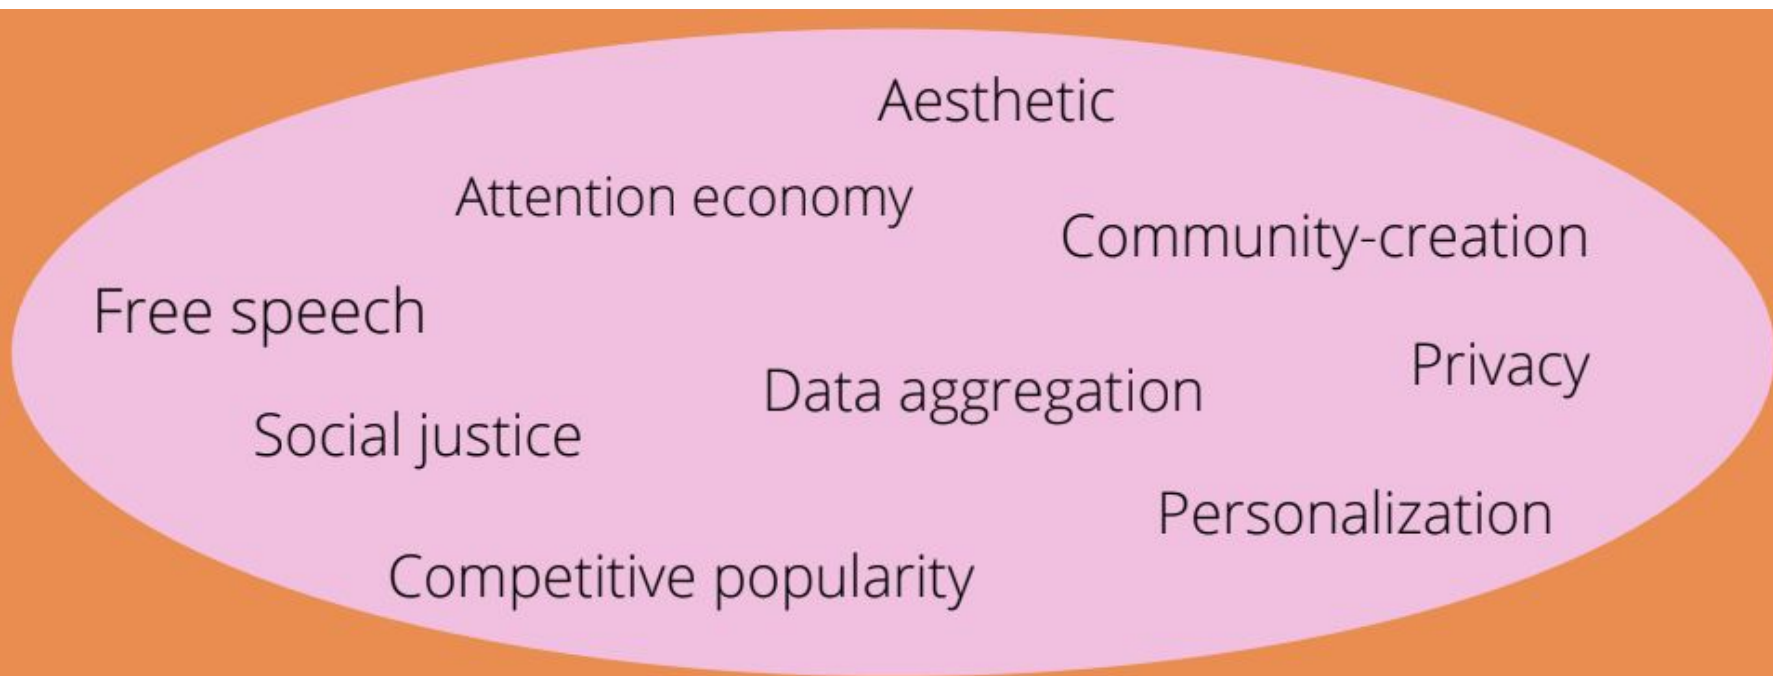 Aesthetic
Attention economy
Community-creation
Free speech
Privacy
Data aggregation
Social justice
Personalization
Competitive popularity